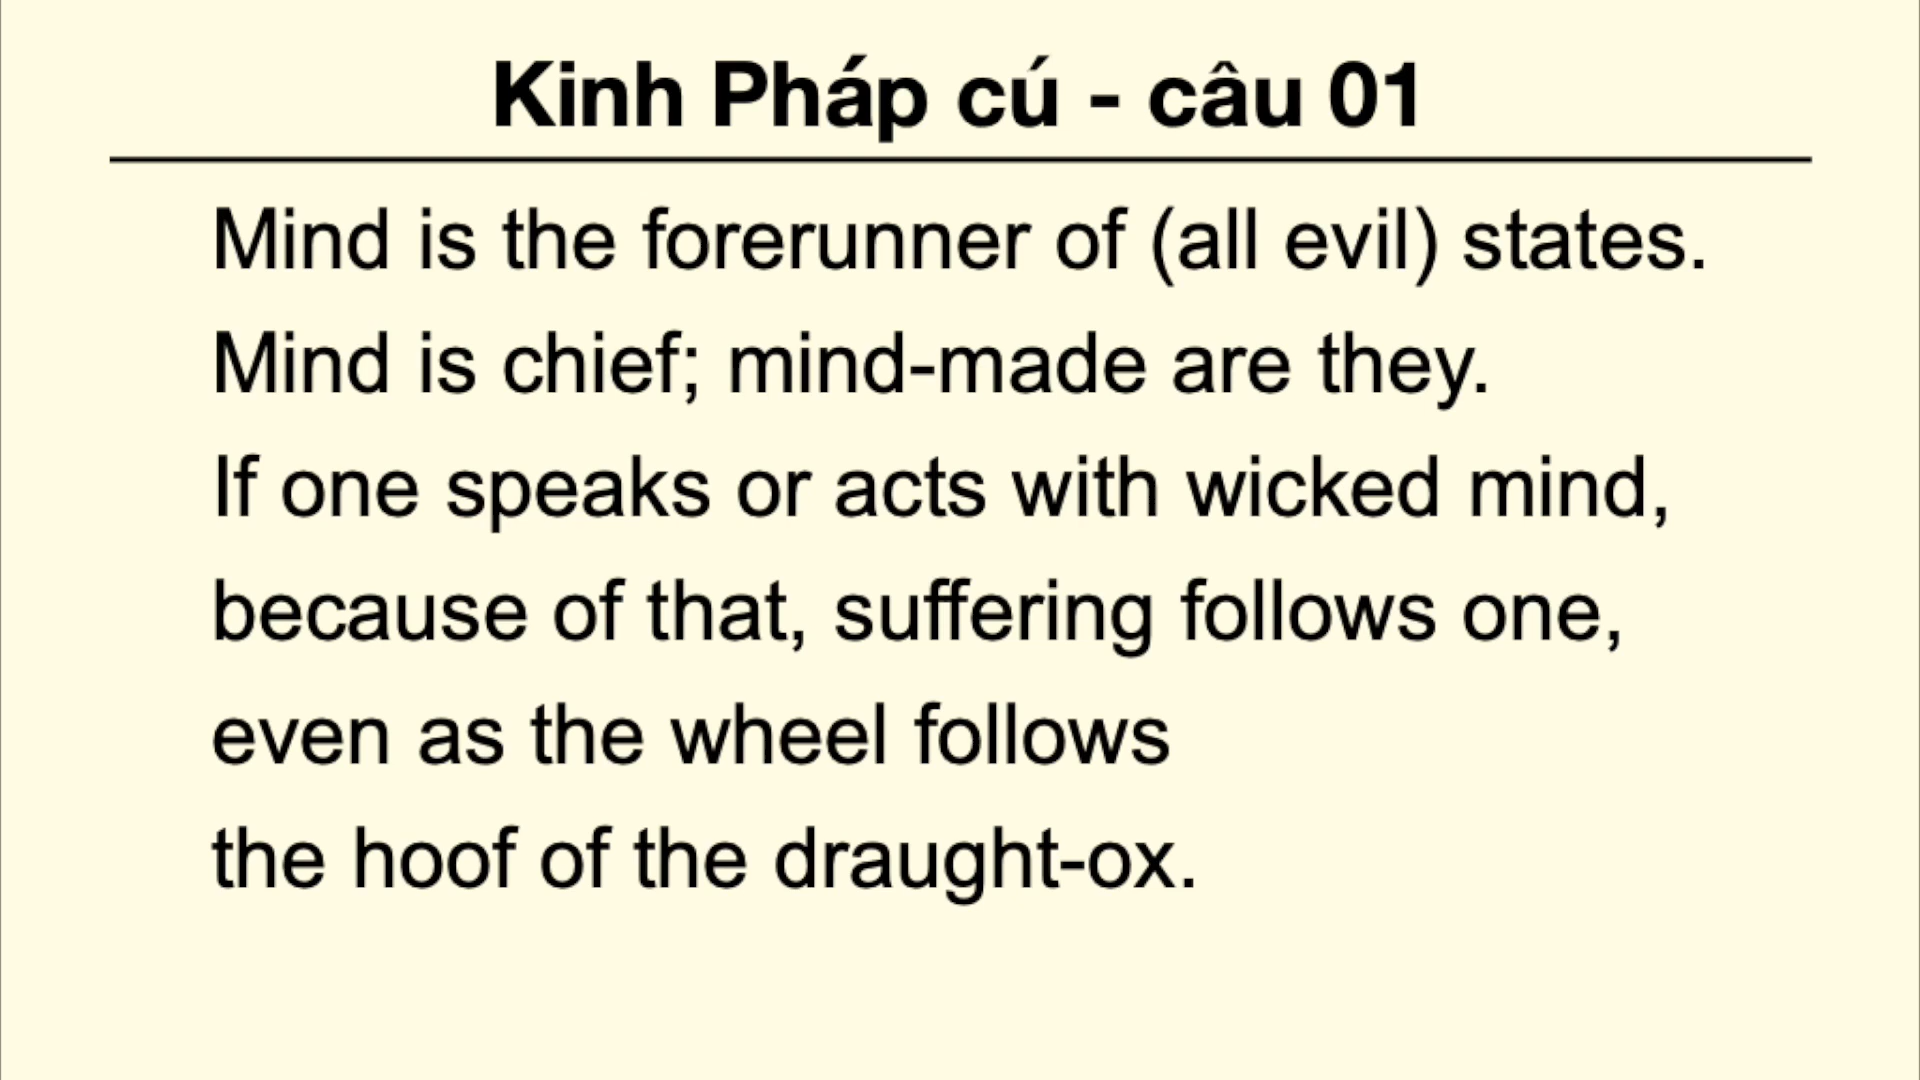 Kinh Pháp cú - câu 01
Mind is the forerunner of (all evil) states.
Mind is chief; mind-made are they.
If one speaks or acts with wicked mind,
because of that, suffering follows one,
even as the wheel follows
the hoof of the draught-ox.